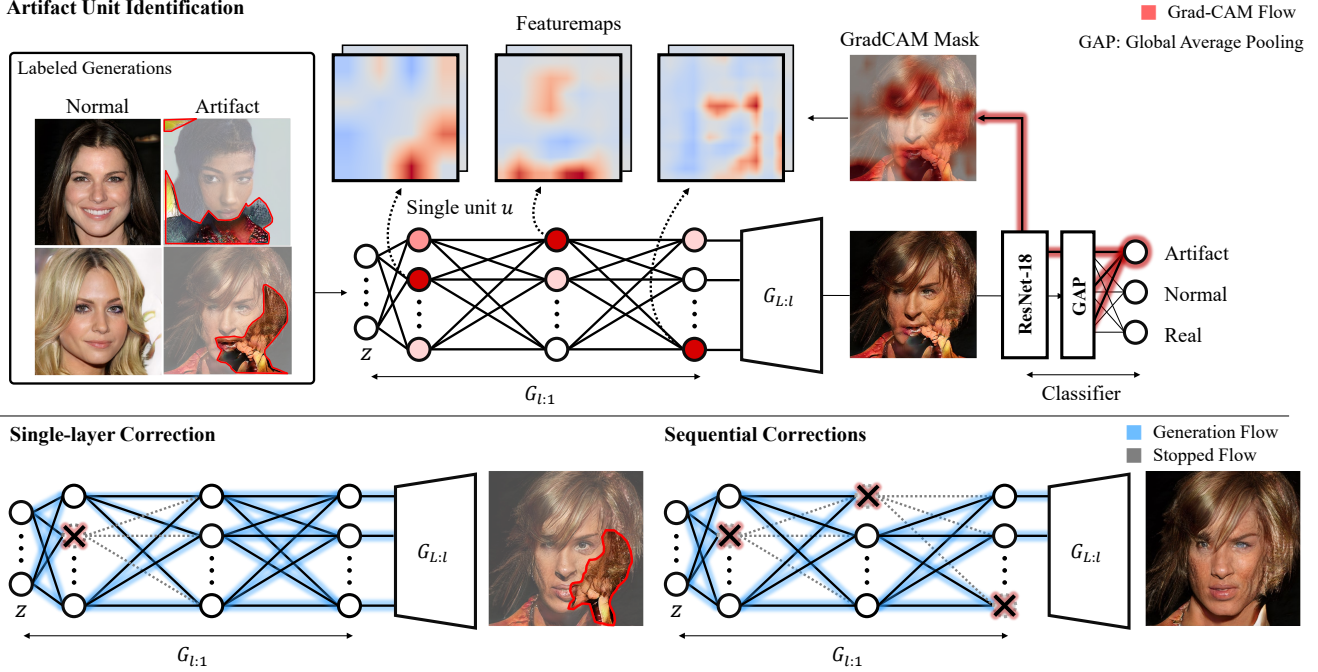 Artifact Unit Identification
Grad-CAM Flow
GAP: Global Average Pooling
Featuremaps
GradCAM Mask
Labeled Generations
Normal
Artifact
Single unit u
z
G_{L:l}
G_{l:1}
ResNet-18
GAP
Artifact
Normal
Real
Classifier
Single-layer Correction
Sequential Corrections
Generation Flow
Stopped Flow
z
G_{L:l}
G_{l:1}
z
G_{L:l}
G_{l:1}